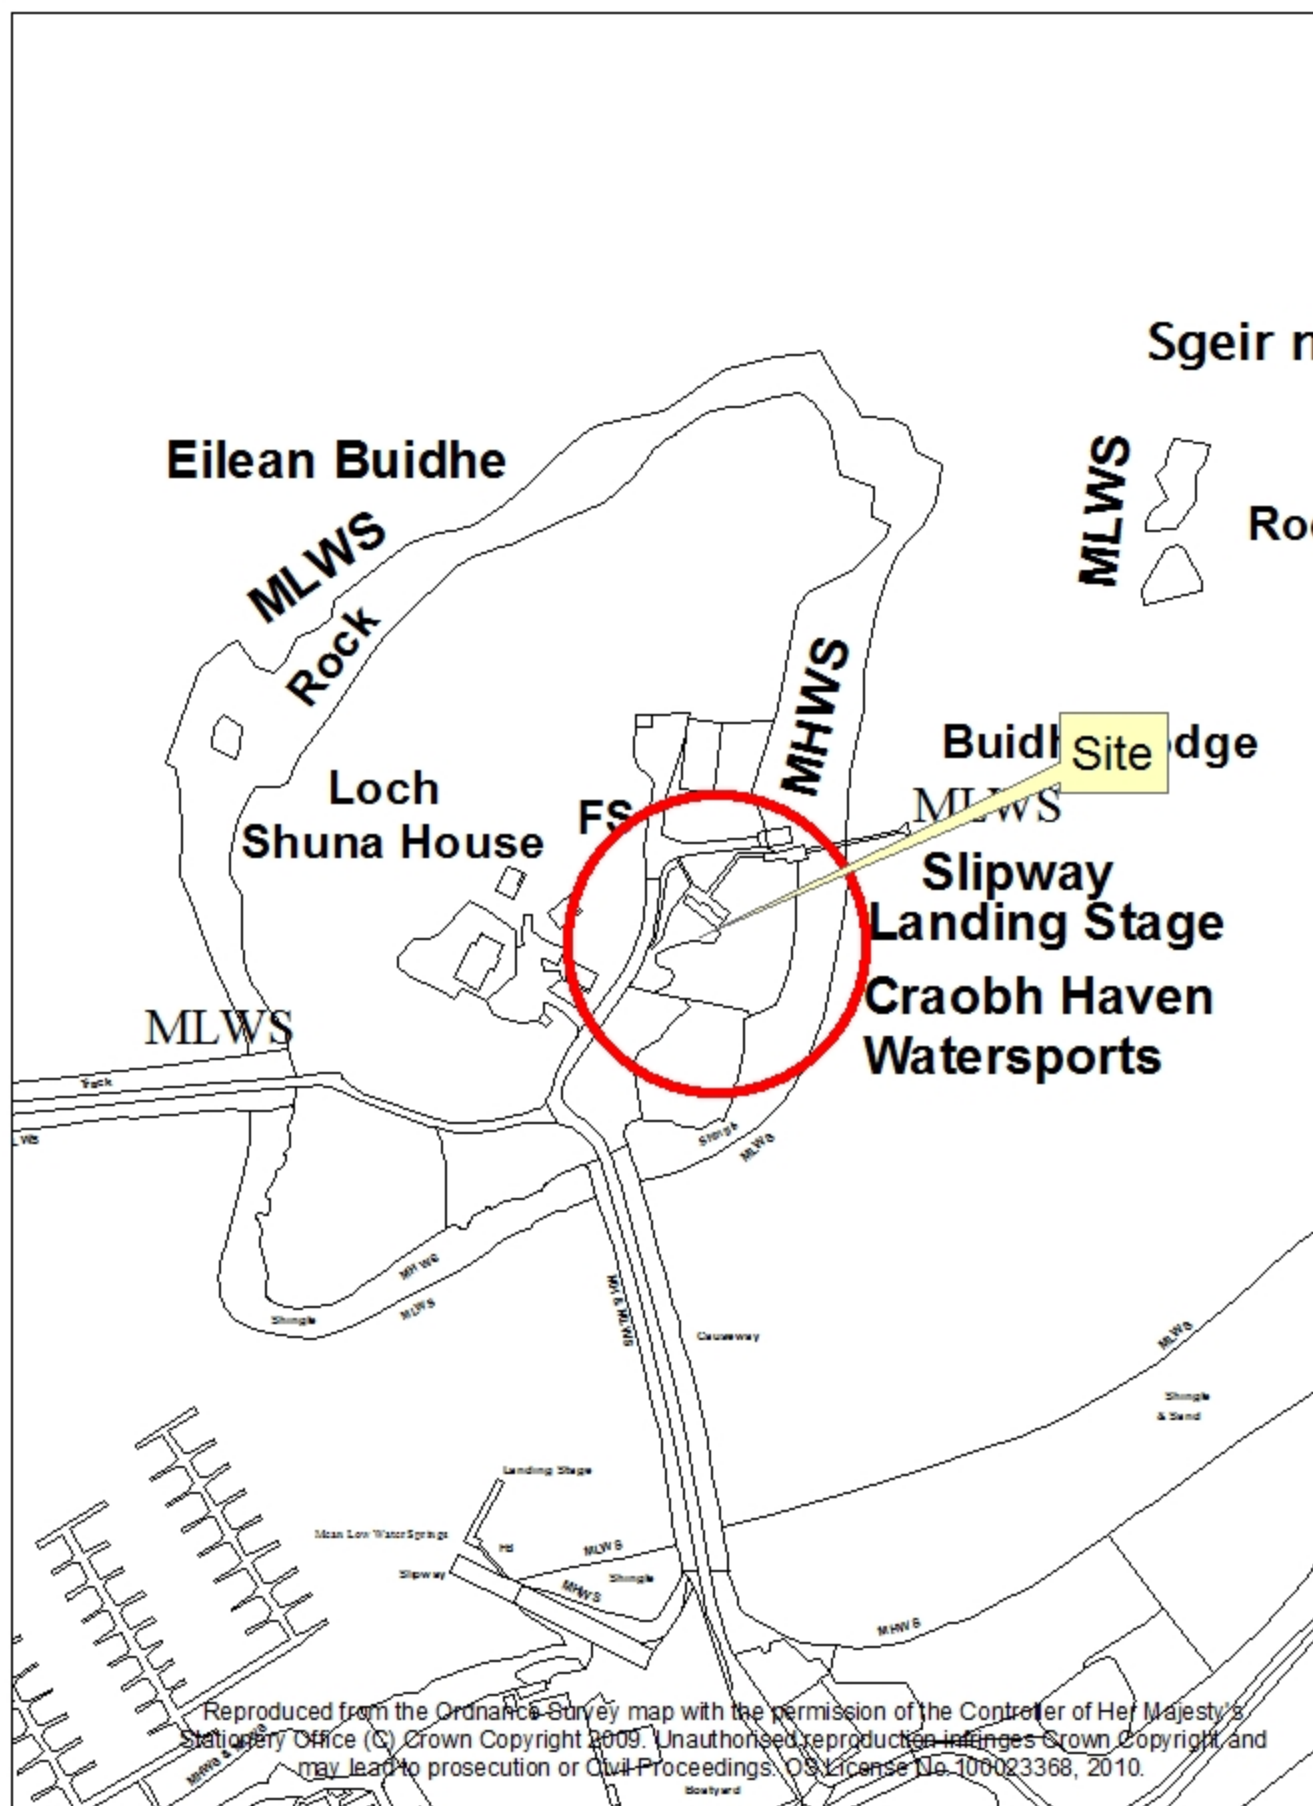 Sgeir
Eilean Buidhe
MLWS
MLWS
Rock
MHWS
Site
Loch
Shuna House
FS
MLWS
Slipway
Landing Stage
Craobh Haven
Watersports
MLWS
Track
Shingle
MLWS
MHWS
MLWS
Shingle
MH & MLWS
Causeway
MLWS
Shingle
& Sand
Landing Stage
Mean Low Water Springs
FS
MLWS
Slipway
Shingle
MHWS
MHWS
Reproduced from the Ordnance Survey map with the permission of the Controller of Her Majesty's
Stationery Office (C) Crown Copyright 2009. Unauthorised reproduction infringes Crown Copyright and
may lead to prosecution or Civil Proceedings. OS License No 100023368, 2010.
Boatyard